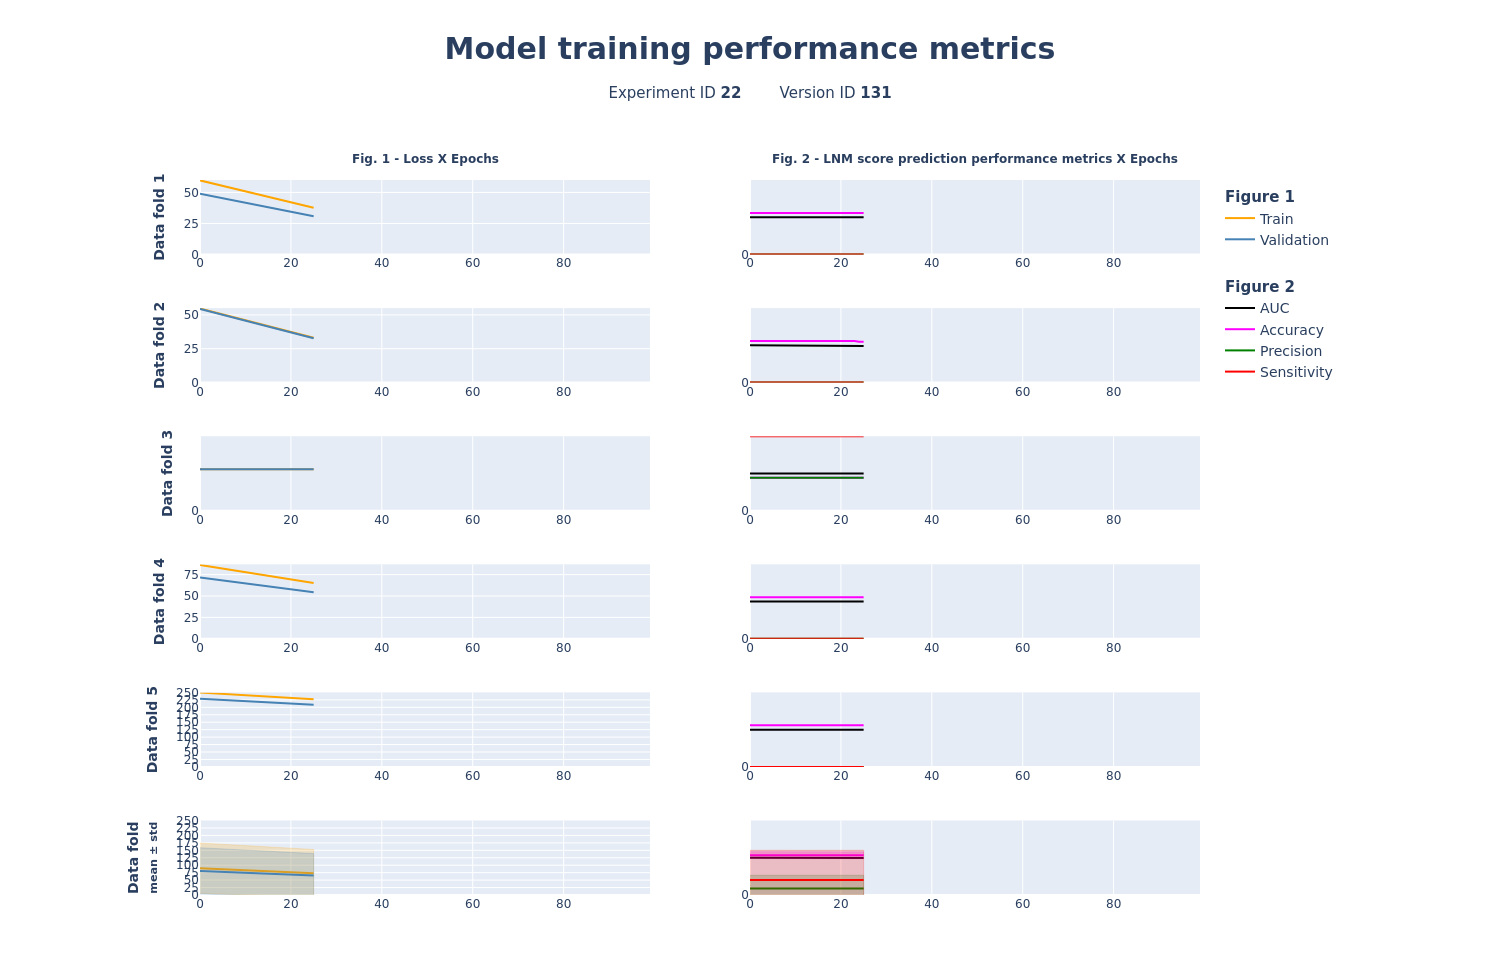 Model training performance metrics
Experiment ID 22 Version ID 131
Fig. 1 - Loss X Epochs
Fig. 2 - LNM score prediction performance metrics X Epochs
Data fold 1
50
25
0
0 20 40 60 80
0
0 20 40 60 80
Figure 1
Train
Validation
Figure 2
AUC
Accuracy
Precision
Sensitivity
Data fold 2
50
25
0
0 20 40 60 80
0
0 20 40 60 80
Data fold 3
0
0 20 40 60 80
0
0 20 40 60 80
Data fold 4
75
50
25
0
0 20 40 60 80
0
0 20 40 60 80
Data fold 5
250
225
200
175
150
125
100
75
50
25
0
0 20 40 60 80
0
0 20 40 60 80
Data fold
mean ± std
250
225
200
175
150
125
100
75
50
25
0
0 20 40 60 80
0
0 20 40 60 80